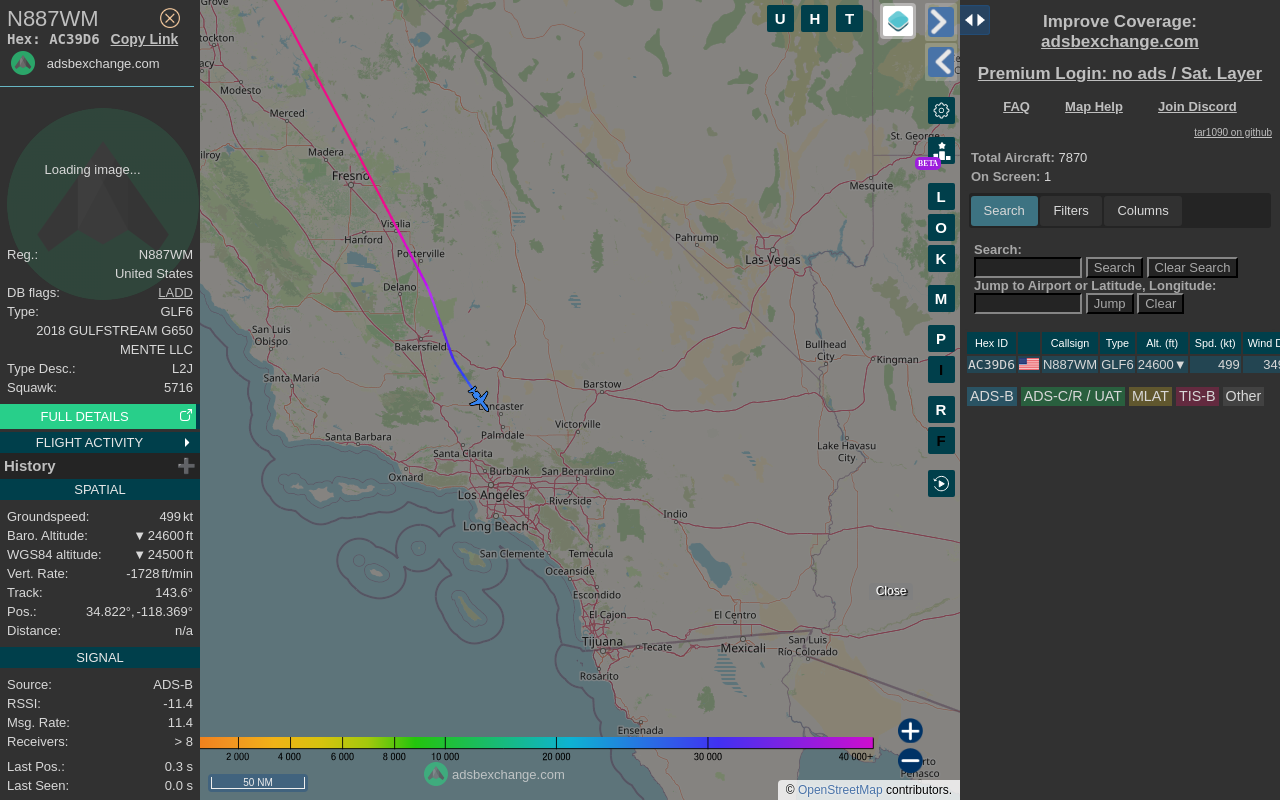 N887WM
Hex: AC39D6 Copy Link
adsbexchange.com
Loading image...
Reg.: N887WM
United States
DB flags: LADD
Type: GLF6
2018 GULFSTREAM G650
MENTE LLC
Type Desc.: L2J
Squawk: 5716
FULL DETAILS
FLIGHT ACTIVITY
History
SPATIAL
Groundspeed: 499 kt
Baro. Altitude: ▼ 24600 ft
WGS84 altitude: ▼ 24500 ft
Vert. Rate: -1728 ft/min
Track: 143.6°
Pos.: 34.822°, -118.369°
Distance: n/a
SIGNAL
Source: ADS-B
RSSI: -11.4
Msg. Rate: 11.4
Receivers: > 8
Last Pos.: 0.3 s
Last Seen: 0.0 s
Grove
Modesto
Merced
Madera
Fresno
Visalia
Hanford
Porterville
Delano
San Luis
Obispo
Bakersfield
Santa Maria
Barstow
Palmdale
Victorville
Santa Barbara
Santa Clarita
Oxnard
Burbank
San Bernardino
Los Angeles
Riverside
Long Beach
Indio
San Clemente
Temecula
Oceanside
Escondido
El Cajon
El Centro
Tijuana
Tecate
Mexicali
San Luis
Río Colorado
Rosarito
Ensenada
St. George
Mesquite
Pahrump
Las Vegas
Bullhead
City
Kingman
Lake Havasu
City
U H T
BETA
L
O
K
M
P
I
R
F
Close
2 000 4 000 6 000 8 000 10 000 20 000 30 000 40 000+
50 NM
adsbexchange.com
© OpenStreetMap contributors.
Improve Coverage:
adsbexchange.com
Premium Login: no ads / Sat. Layer
FAQ Map Help Join Discord
tar1090 on github
Total Aircraft: 7870
On Screen: 1
Search Filters Columns
Search:
Search Clear Search
Jump to Airport or Latitude, Longitude:
Jump Clear
Hex ID Callsign Type Alt. (ft) Spd. (kt) Wind D
AC39D6 N887WM GLF6 24600▼ 499 349
ADS-B ADS-C/R / UAT MLAT TIS-B Other